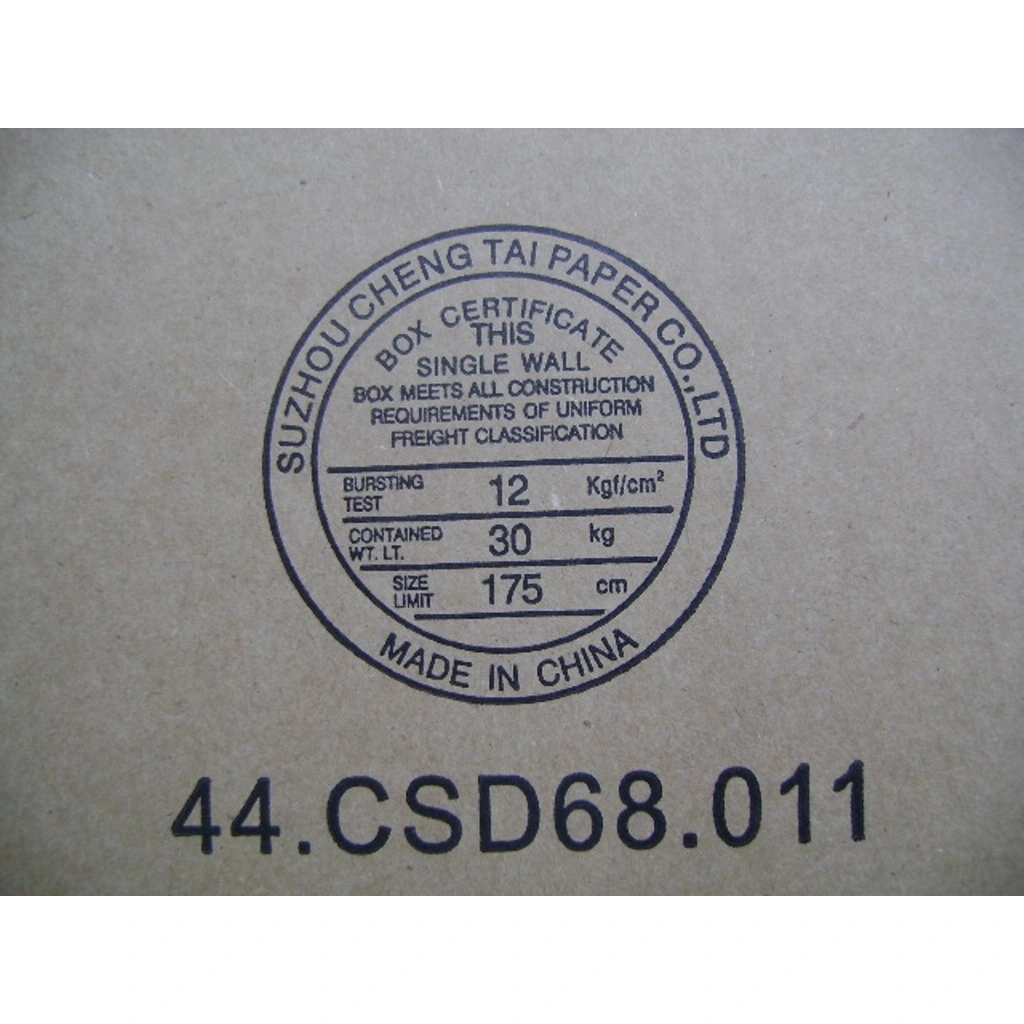 SUZHOU CHENG TAI PAPER CO.,LTD
BOX CERTIFICATE
THIS
SINGLE WALL
BOX MEETS ALL CONSTRUCTION
REQUIREMENTS OF UNIFORM
FREIGHT CLASSIFICATION
BURSTING TEST 12 Kgf/cm²
CONTAINED WT. LT. 30 kg
SIZE LIMIT 175 cm
MADE IN CHINA
44.CSD68.011